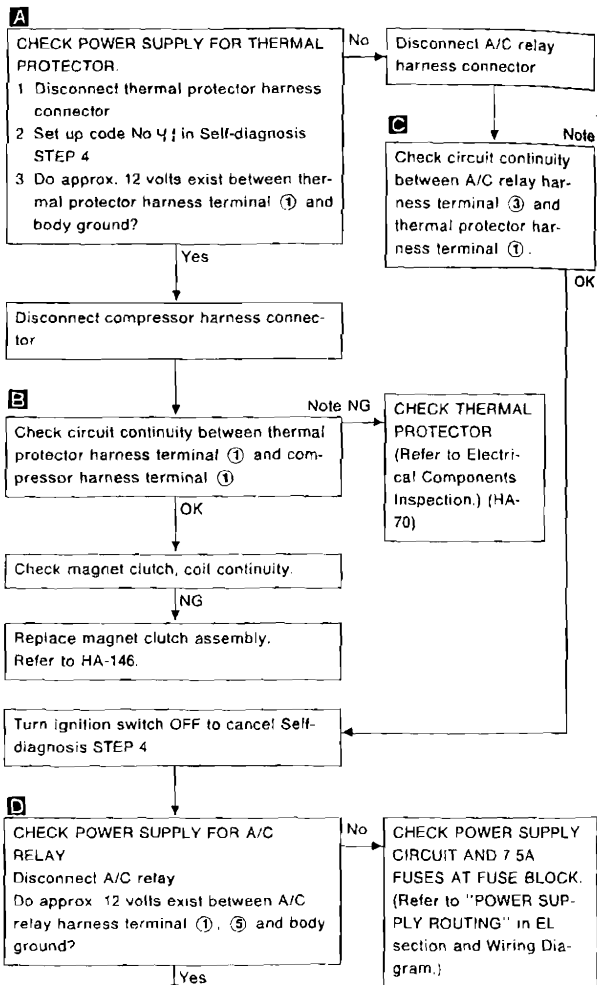 A
CHECK POWER SUPPLY FOR THERMAL
PROTECTOR.
1 Disconnect thermal protector harness
connector
2 Set up code No 41 in Self-diagnosis
STEP 4
3 Do approx. 12 volts exist between ther-
mal protector harness terminal ① and
body ground?
No
Disconnect A/C relay
harness connector
C
Note
Check circuit continuity
between A/C relay har-
ness terminal ③ and
thermal protector har-
ness terminal ①.
OK
Yes
Disconnect compressor harness connec-
tor
B
Note NG
Check circuit continuity between thermal
protector harness terminal ① and com-
pressor harness terminal ①
CHECK THERMAL
PROTECTOR
(Refer to Electri-
cal Components
Inspection.) (HA-
70)
OK
Check magnet clutch, coil continuity.
NG
Replace magnet clutch assembly.
Refer to HA-146.
Turn ignition switch OFF to cancel Self-
diagnosis STEP 4
D
CHECK POWER SUPPLY FOR A/C
RELAY
Disconnect A/C relay
Do approx 12 volts exist between A/C
relay harness terminal ①, ⑤ and body
ground?
No
CHECK POWER SUPPLY
CIRCUIT AND 7 5A
FUSES AT FUSE BLOCK.
(Refer to "POWER SUP-
PLY ROUTING" in EL
section and Wiring Dia-
gram.)
Yes